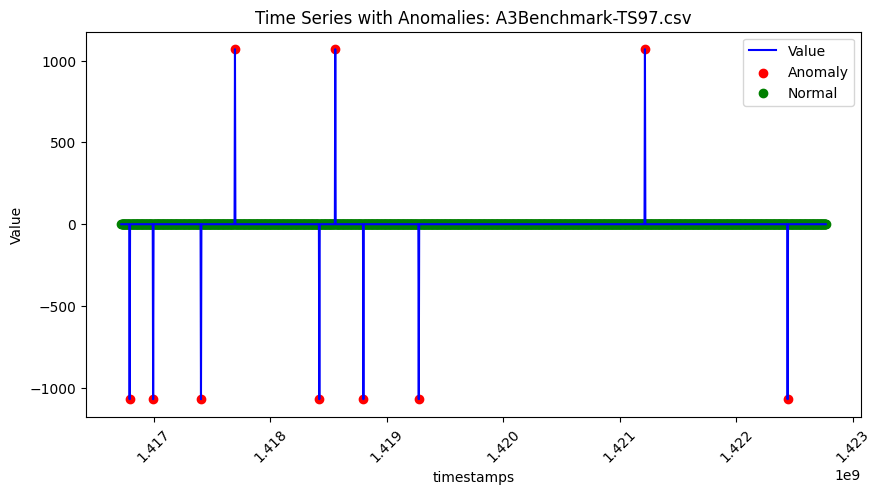 Time Series with Anomalies: A3Benchmark-TS97.csv
Value
Anomaly
Normal
1000
500
0
−500
−1000
Value
1.417
1.418
1.419
1.420
1.421
1.422
1.423
1e9
timestamps